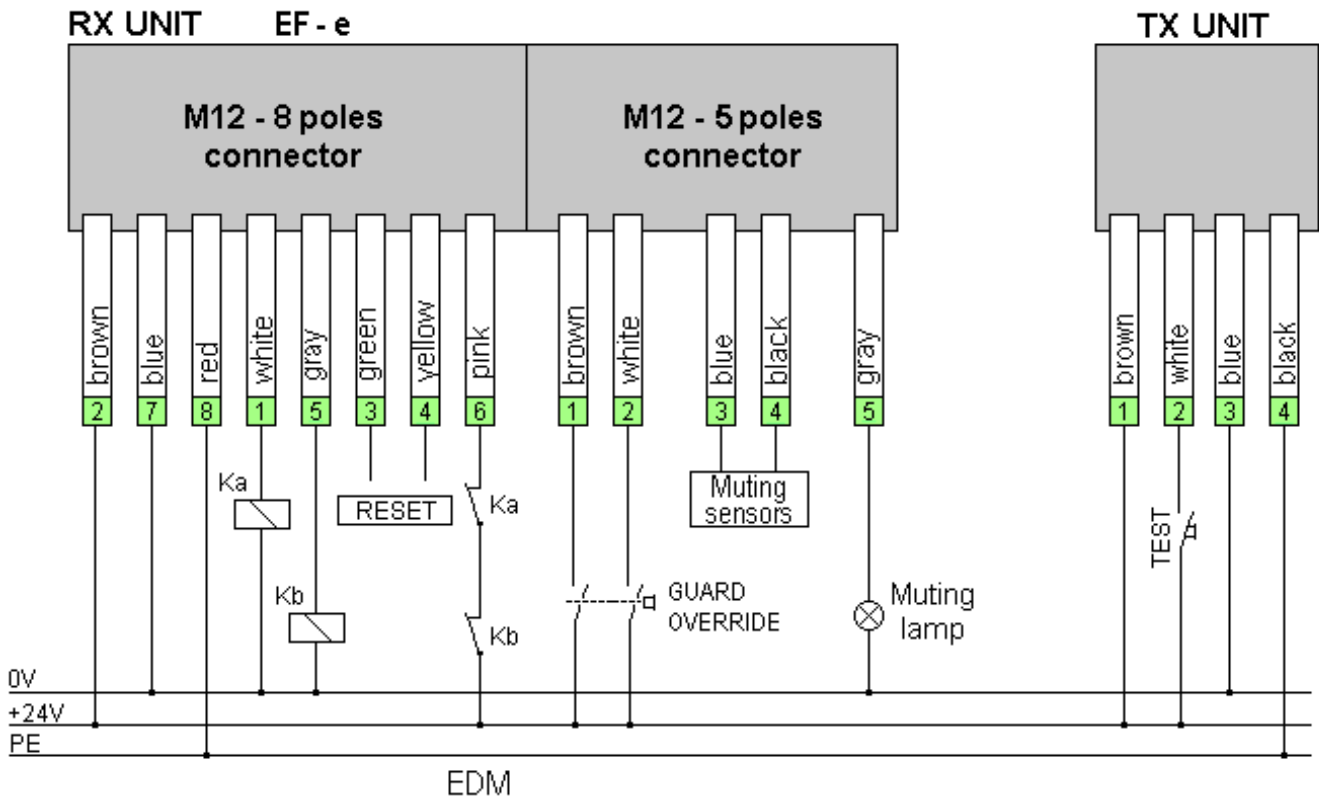 RX UNIT EF - e
TX UNIT
M12 - 8 poles
connector
M12 - 5 poles
connector
brown
blue
red
white
gray
green
yellow
pink
brown
white
blue
black
gray
brown
white
blue
black
2
7
8
1
5
3
4
6
1
2
3
4
5
1
2
3
4
Ka
RESET
Ka
Muting
sensors
TEST
Kb
Kb
GUARD
OVERRIDE
Muting
lamp
0V
+24V
PE
EDM